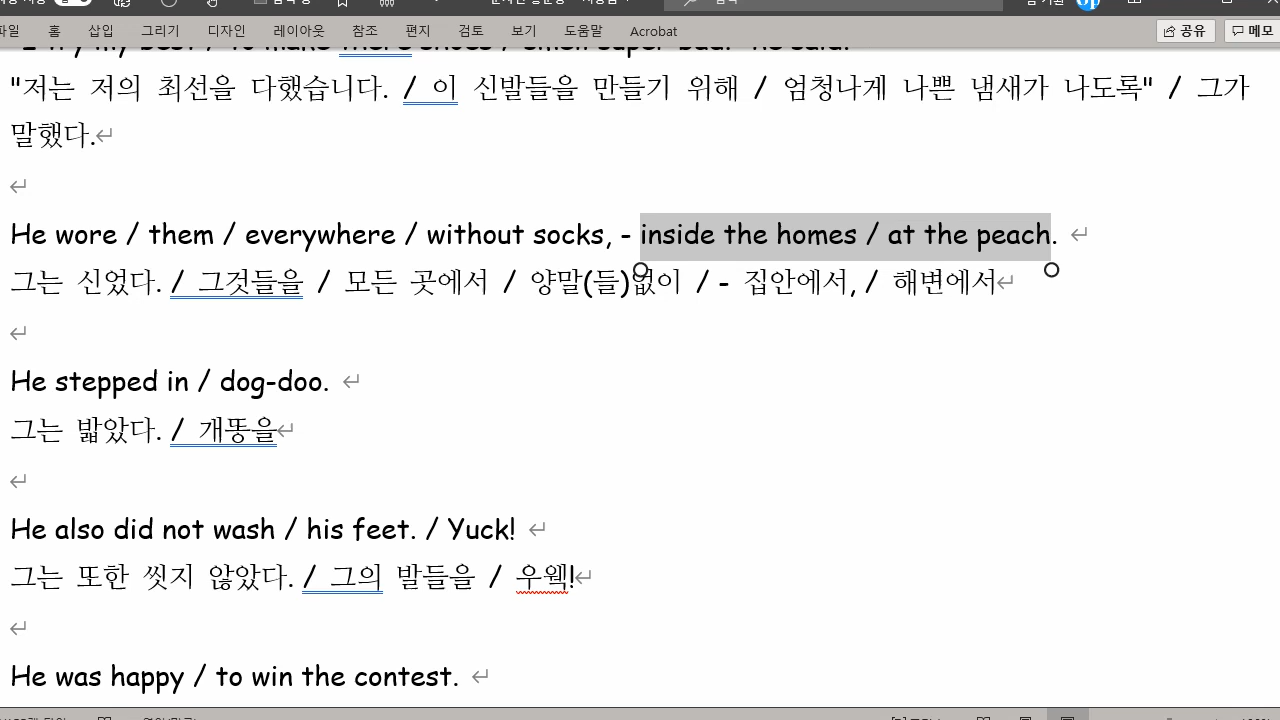 홈 삽입 그리기 디자인 레이아웃 참조 편지 검토 보기 도움말 Acrobat 공유 메모
"저는 저의 최선을 다했습니다. / 이 신발들을 만들기 위해 / 엄청나게 나쁜 냄새가 나도록" / 그가
말했다.
He wore / them / everywhere / without socks, - inside the homes / at the peach.
그는 신었다. / 그것들을 / 모든 곳에서 / 양말(들)없이 / - 집안에서, / 해변에서
He stepped in / dog-doo.
그는 밟았다. / 개똥을
He also did not wash / his feet. / Yuck!
그는 또한 씻지 않았다. / 그의 발들을 / 우웩!
He was happy / to win the contest.